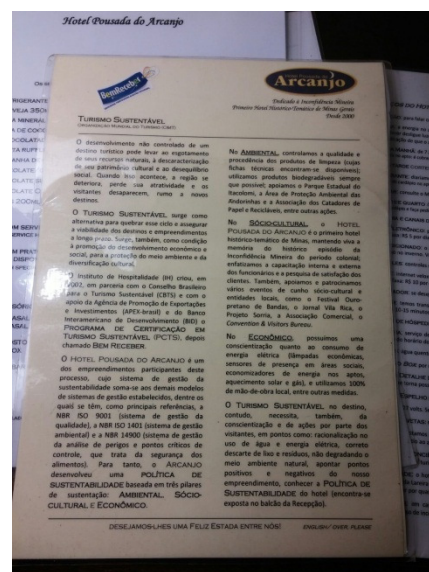 Hotel Pousada do Arcanjo
BemReceber
Arcanjo
Dedicado a Inconfidência Mineira
Primeiro Hotel Histórico-Temático de Minas Gerais
Desde 2000
TURISMO SUSTENTÁVEL
ORGANIZAÇÃO MUNDIAL DO TURISMO (OMT)
O desenvolvimento não controlado de um
destino turístico pode levar ao esgotamento
de seus recursos naturais, a descaracterização
de seu patrimônio cultural e ao desequilíbrio
social. Quando isso acontece, a região se
deteriora, perde sua atratividade e os
visitantes desaparecem, rumo a novos
destinos.
O TURISMO SUSTENTÁVEL surge como
alternativa para quebrar esse ciclo e assegurar
a viabilidade dos destinos e empreendimentos
a longo prazo. Surge, também, como condição
à promoção do desenvolvimento econômico e
social, para a proteção do meio ambiente e da
diversificação cultural.
O Instituto de Hospitalidade (IH) criou, em
2002, em parceria com o Conselho Brasileiro
para o Turismo Sustentável (CBTS) e com o
apoio da Agência de Promoção de Exportações
e Investimentos (APEX-brasil) e do Banco
Interamericano de Desenvolvimento (BID) o
PROGRAMA DE CERTIFICAÇÃO EM
TURISMO SUSTENTÁVEL (PCTS), depois
chamado BEM RECEBER.
O HOTEL POUSADA DO ARCANJO é um
dos empreendimentos participantes deste
processo, cujo sistema de gestão da
sustentabilidade soma-se aos demais modelos
de sistemas de gestão estabelecidos, dentre os
quais se têm, como principais referências, a
NBR ISO 9001 (sistema de gestão da
qualidade), a NBR ISO 1401 (sistema de gestão
ambiental) e a NBR 14900 (sistema de gestão
da análise de perigos e pontos críticos de
controle, que trata da segurança dos
alimentos). Para tanto, o ARCANJO
desenvolveu uma POLÍTICA DE
SUSTENTABILIDADE baseada em três pilares
de sustentação: AMBIENTAL, SÓCIO-
CULTURAL E ECONÔMICO.
No AMBIENTAL, controlamos a qualidade e
procedência dos produtos de limpeza (cujas
fichas técnicas encontram-se disponíveis);
utilizamos produtos biodegradáveis sempre
que possível; apoiamos o Parque Estadual do
Itacolomi, a Área de Proteção Ambiental das
Andorinhas e a Associação dos Catadores de
Papel e Recicláveis, entre outras ações.
No SÓCIO-CULTURAL, o HOTEL
POUSADA DO ARCANJO é o primeiro hotel
histórico-temático de Minas, mantendo viva a
memória do histórico episódio da
Inconfidência Mineira do período colonial;
enfatizamos a capacitação interna e externa
dos funcionários e a pesquisa de satisfação dos
clientes. Também, apoiamos e patrocinamos
vários eventos de cunho sócio-cultural e
entidades locais, como o Festival Ouro-
pretano de Bandas, o jornal Vila Rica, o
Projeto Sorria, a Associação Comercial, o
Convention & Visitors Bureau.
No ECONÔMICO, possuímos uma
conscientização quanto ao consumo de
energia elétrica (lâmpadas econômicas,
sensores de presença em áreas sociais,
economizadores de energia nos aptos,
aquecimento solar e gás), e utilizamos 100%
de mão-de-obra local, entre outras medidas.
O TURISMO SUSTENTÁVEL, no destino,
contudo, necessita, também, da
conscientização e de ações por parte dos
visitantes, em pontos como: racionalização no
uso de água e energia elétrica, correto
descarte de lixo e resíduos, não degradando o
meio ambiente natural, apontar pontos
positivos e negativos do nosso
empreendimento, conhecer a POLÍTICA DE
SUSTENTABILIDADE do hotel (encontra-se
exposta no balcão da Recepção).
DESEJAMOS-LHES UMA FELIZ ESTADA ENTRE NÓS!
ENGLISH/ OVER, PLEASE